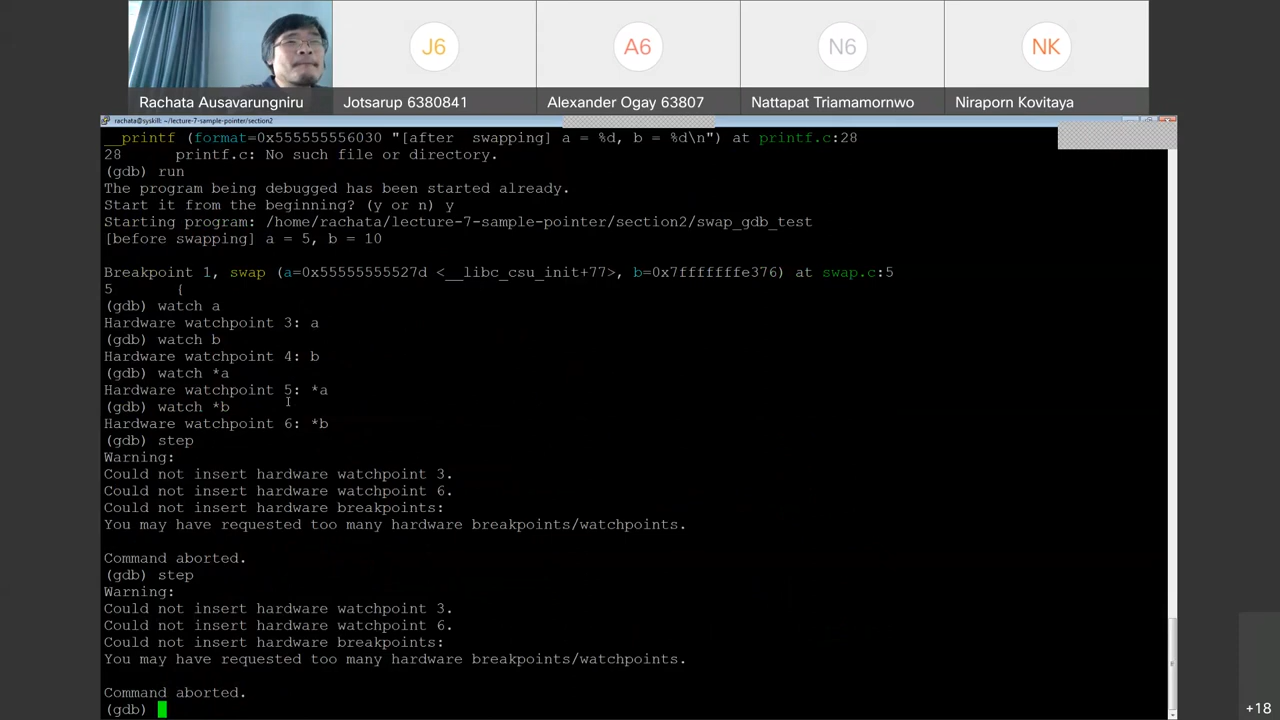 J6
A6
N6
NK
Rachata Ausavarungniru
Jotsarup 6380841
Alexander Ogay 63807
Nattapat Triamamornwo
Niraporn Kovitaya
rachata@syskill: ~/lecture-7-sample-pointer/section2
__printf (format=0x555555556030 "[after  swapping] a = %d, b = %d\n") at printf.c:28
28      printf.c: No such file or directory.
(gdb) run
The program being debugged has been started already.
Start it from the beginning? (y or n) y
Starting program: /home/rachata/lecture-7-sample-pointer/section2/swap_gdb_test
[before swapping] a = 5, b = 10
Breakpoint 1, swap (a=0x55555555527d <__libc_csu_init+77>, b=0x7fffffffe376) at swap.c:5
5       {
(gdb) watch a
Hardware watchpoint 3: a
(gdb) watch b
Hardware watchpoint 4: b
(gdb) watch *a
Hardware watchpoint 5: *a
(gdb) watch *b
Hardware watchpoint 6: *b
(gdb) step
Warning:
Could not insert hardware watchpoint 3.
Could not insert hardware watchpoint 6.
Could not insert hardware breakpoints:
You may have requested too many hardware breakpoints/watchpoints.
Command aborted.
(gdb) step
Warning:
Could not insert hardware watchpoint 3.
Could not insert hardware watchpoint 6.
Could not insert hardware breakpoints:
You may have requested too many hardware breakpoints/watchpoints.
Command aborted.
(gdb)
+18